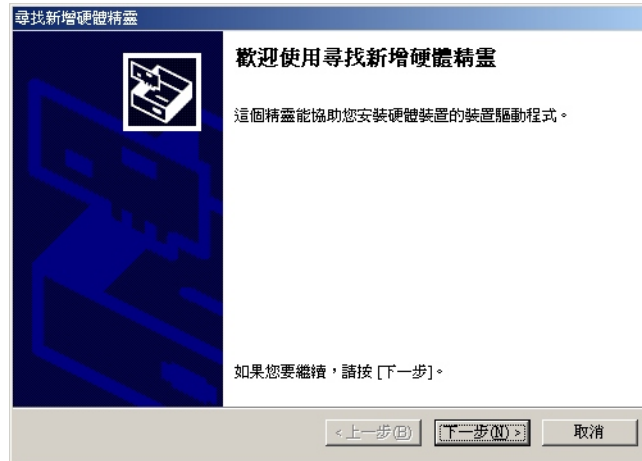 尋找新增硬體精靈
歡迎使用尋找新增硬體精靈
這個精靈能協助您安裝硬體裝置的裝置驅動程式。
如果您要繼續，請按 [下一步]。
< 上一步(B) 下一步(N) > 取消